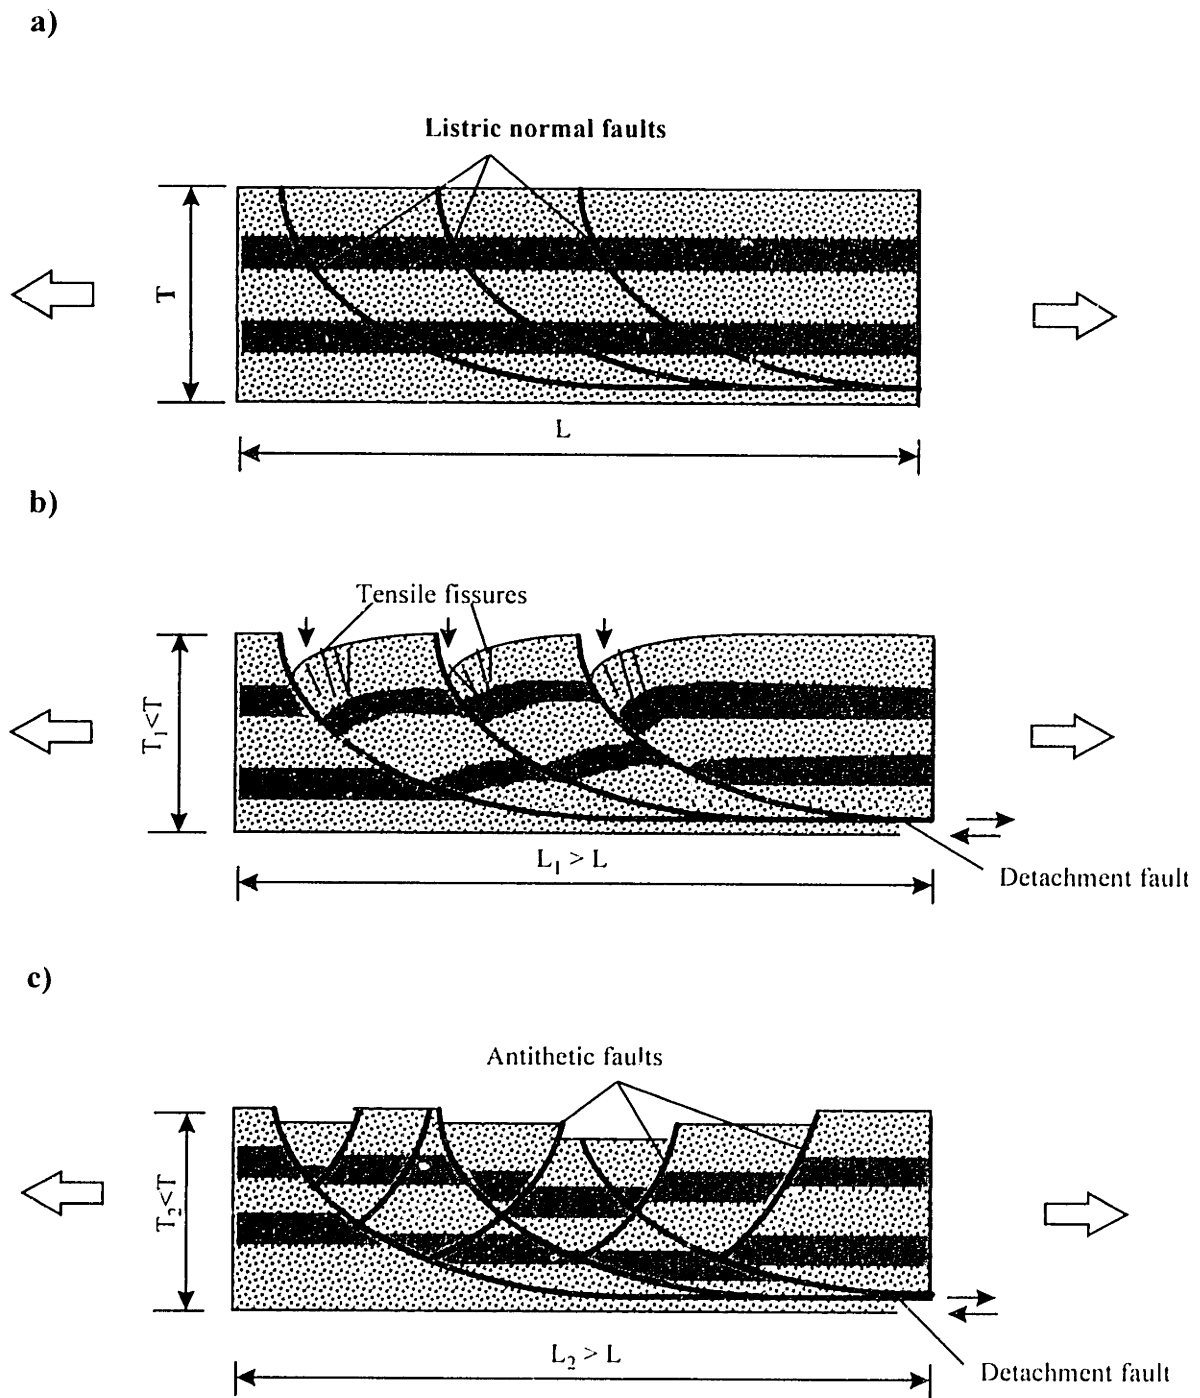 a)
Listric normal faults
T
L
b)
Tensile fissures
T₁<T
L₁ > L
Detachment fault
c)
Antithetic faults
T₂<T
L₂ > L
Detachment fault